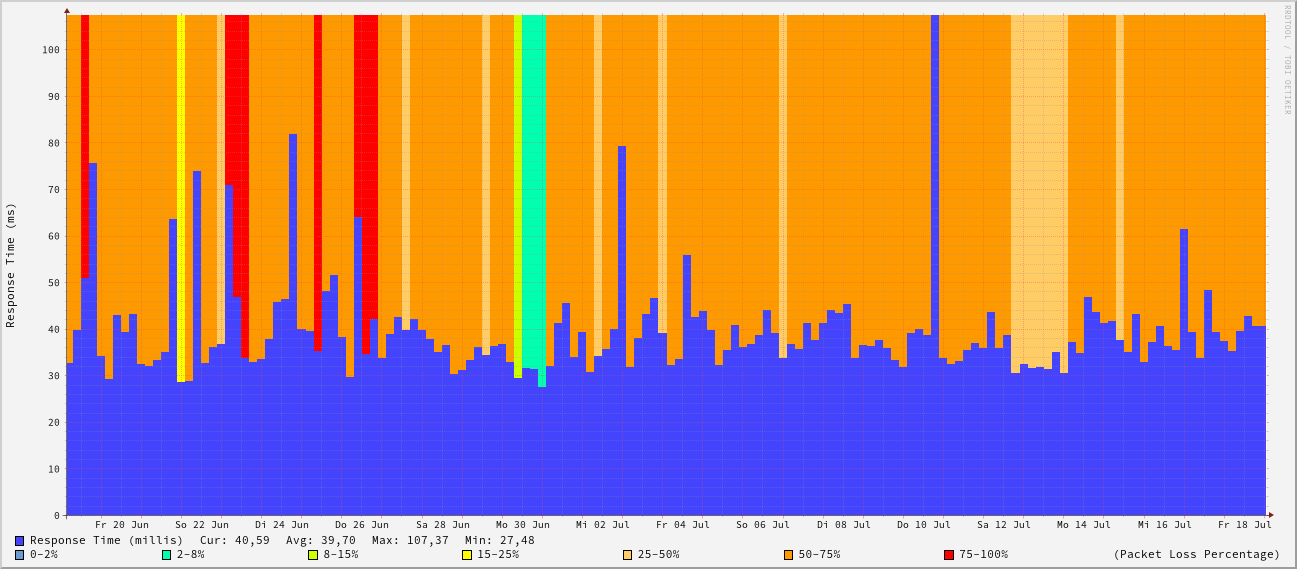 RRDTOOL / TOBI OETIKER
Response Time (ms)
100
90
80
70
60
50
40
30
20
10
0
Fr 20 Jun So 22 Jun Di 24 Jun Do 26 Jun Sa 28 Jun Mo 30 Jun Mi 02 Jul Fr 04 Jul So 06 Jul Di 08 Jul Do 10 Jul Sa 12 Jul Mo 14 Jul Mi 16 Jul Fr 18 Jul
Response Time (millis) Cur: 40,59 Avg: 39,70 Max: 107,37 Min: 27,48
0-2% 2-8% 8-15% 15-25% 25-50% 50-75% 75-100% (Packet Loss Percentage)